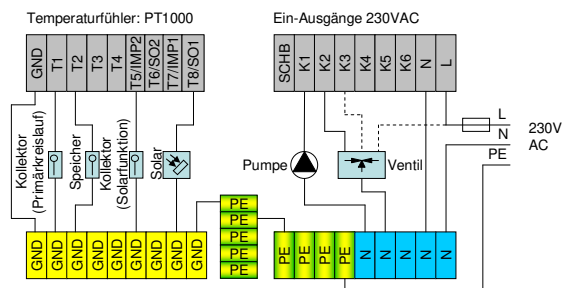 Temperaturfühler: PT1000
Ein-Ausgänge 230VAC
GND
T1
T2
T3
T4
T5/IMP2
T6/SO2
T7/IMP1
T8/SO1
SCHB
K1
K2
K3
K4
K5
K6
N
L
L
N
PE
230V
AC
Kollektor
(Primärkreislauf)
Speicher
Kollektor
(Solarfunktion)
Solar
Pumpe
Ventil
PE
PE
PE
PE
PE
GND
GND
GND
GND
GND
GND
GND
GND
GND
PE
PE
PE
PE
N
N
N
N
N